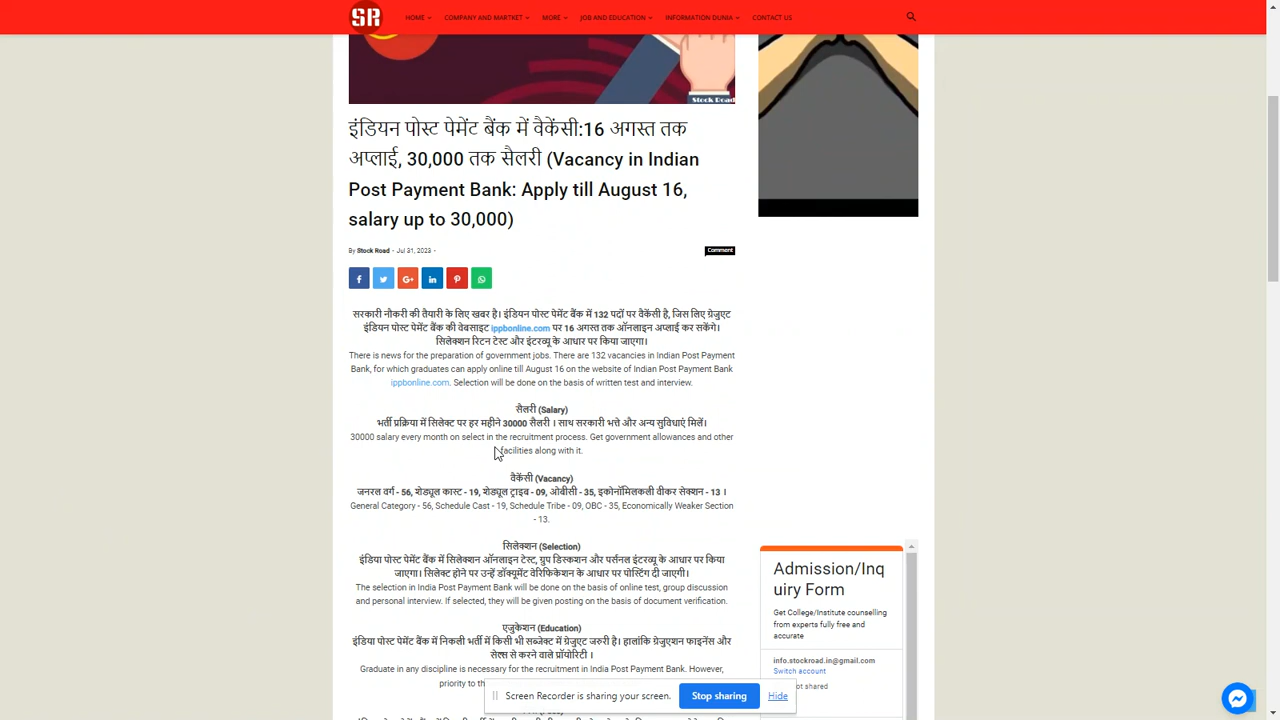 SR HOME COMPANY AND MARTKET MORE JOB AND EDUCATION INFORMATION DUNIA CONTACT US
Stock Road
इंडियन पोस्ट पेमेंट बैंक में वैकेंसी:16 अगस्त तक
अप्लाई, 30,000 तक सैलरी (Vacancy in Indian
Post Payment Bank: Apply till August 16,
salary up to 30,000)
By Stock Road - Jul 31, 2023 -
Comment
सरकारी नौकरी की तैयारी के लिए खबर है। इंडियन पोस्ट पेमेंट बैंक में 132 पदों पर वैकेंसी है, जिस लिए ग्रेजुएट
इंडियन पोस्ट पेमेंट बैंक की वेबसाइट ippbonline.com पर 16 अगस्त तक ऑनलाइन अप्लाई कर सकेंगे।
सिलेक्शन रिटन टेस्ट और इंटरव्यू के आधार पर किया जाएगा।
There is news for the preparation of government jobs. There are 132 vacancies in Indian Post Payment
Bank, for which graduates can apply online till August 16 on the website of Indian Post Payment Bank
ippbonline.com. Selection will be done on the basis of written test and interview.
सैलरी (Salary)
भर्ती प्रक्रिया में सिलेक्ट पर हर महीने 30000 सैलरी । साथ सरकारी भत्ते और अन्य सुविधाएं मिलें।
30000 salary every month on select in the recruitment process. Get government allowances and other
facilities along with it.
वैकेंसी (Vacancy)
जनरल वर्ग - 56, शेड्यूल कास्ट - 19, शेड्यूल ट्राइब - 09, ओबीसी - 35, इकोनॉमिलकली वीकर सेक्शन - 13 ।
General Category - 56, Schedule Cast - 19, Schedule Tribe - 09, OBC - 35, Economically Weaker Section
- 13.
सिलेक्शन (Selection)
इंडिया पोस्ट पेमेंट बैंक में सिलेक्शन ऑनलाइन टेस्ट, ग्रुप डिस्कशन और पर्सनल इंटरव्यू के आधार पर किया
जाएगा। सिलेक्ट होने पर उन्हें डॉक्यूमेंट वेरिफिकेशन के आधार पर पोस्टिंग दी जाएगी।
The selection in India Post Payment Bank will be done on the basis of online test, group discussion
and personal interview. If selected, they will be given posting on the basis of document verification.
एजुकेशन (Education)
इंडिया पोस्ट पेमेंट बैंक में निकली भर्ती में किसी भी सब्जेक्ट में ग्रेजुएट जरुरी है। हालांकि ग्रेजुएशन फाइनेंस और
सेल्स से करने वाले प्रॉयोरिटी ।
Graduate in any discipline is necessary for the recruitment in India Post Payment Bank. However,
priority to
Admission/Inq
uiry Form
Get College/Institute counselling
from experts fully free and
accurate
info.stockroad.in@gmail.com
Switch account
ot shared
Screen Recorder is sharing your screen. Stop sharing Hide